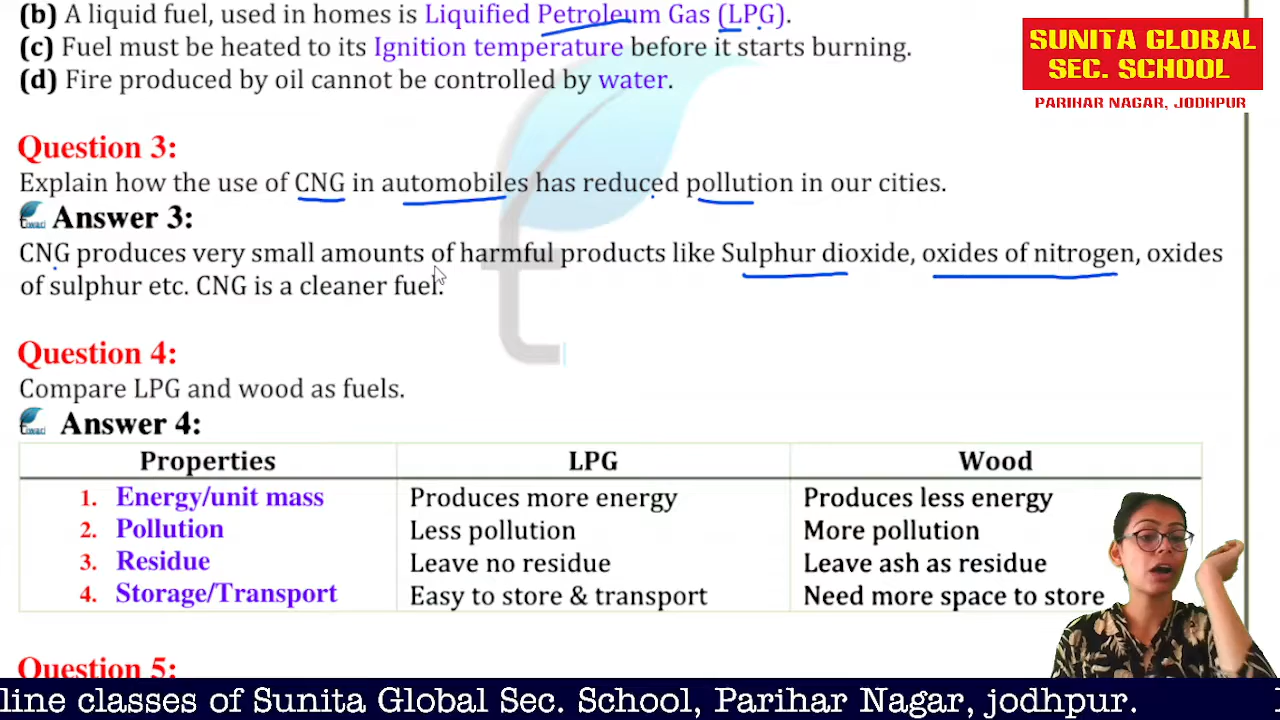 (b) A liquid fuel, used in homes is Liquified Petroleum Gas (LPG).
(c) Fuel must be heated to its Ignition temperature before it starts burning.
(d) Fire produced by oil cannot be controlled by water.
SUNITA GLOBAL
SEC. SCHOOL
PARIHAR NAGAR, JODHPUR
Question 3:
Explain how the use of CNG in automobiles has reduced pollution in our cities.
Answer 3:
CNG produces very small amounts of harmful products like Sulphur dioxide, oxides of nitrogen, oxides
of sulphur etc. CNG is a cleaner fuel.
Question 4:
Compare LPG and wood as fuels.
Answer 4:
Properties LPG Wood
1. Energy/unit mass Produces more energy Produces less energy
2. Pollution Less pollution More pollution
3. Residue Leave no residue Leave ash as residue
4. Storage/Transport Easy to store & transport Need more space to store
Question 5:
line classes of Sunita Global Sec. School, Parihar Nagar, jodhpur.